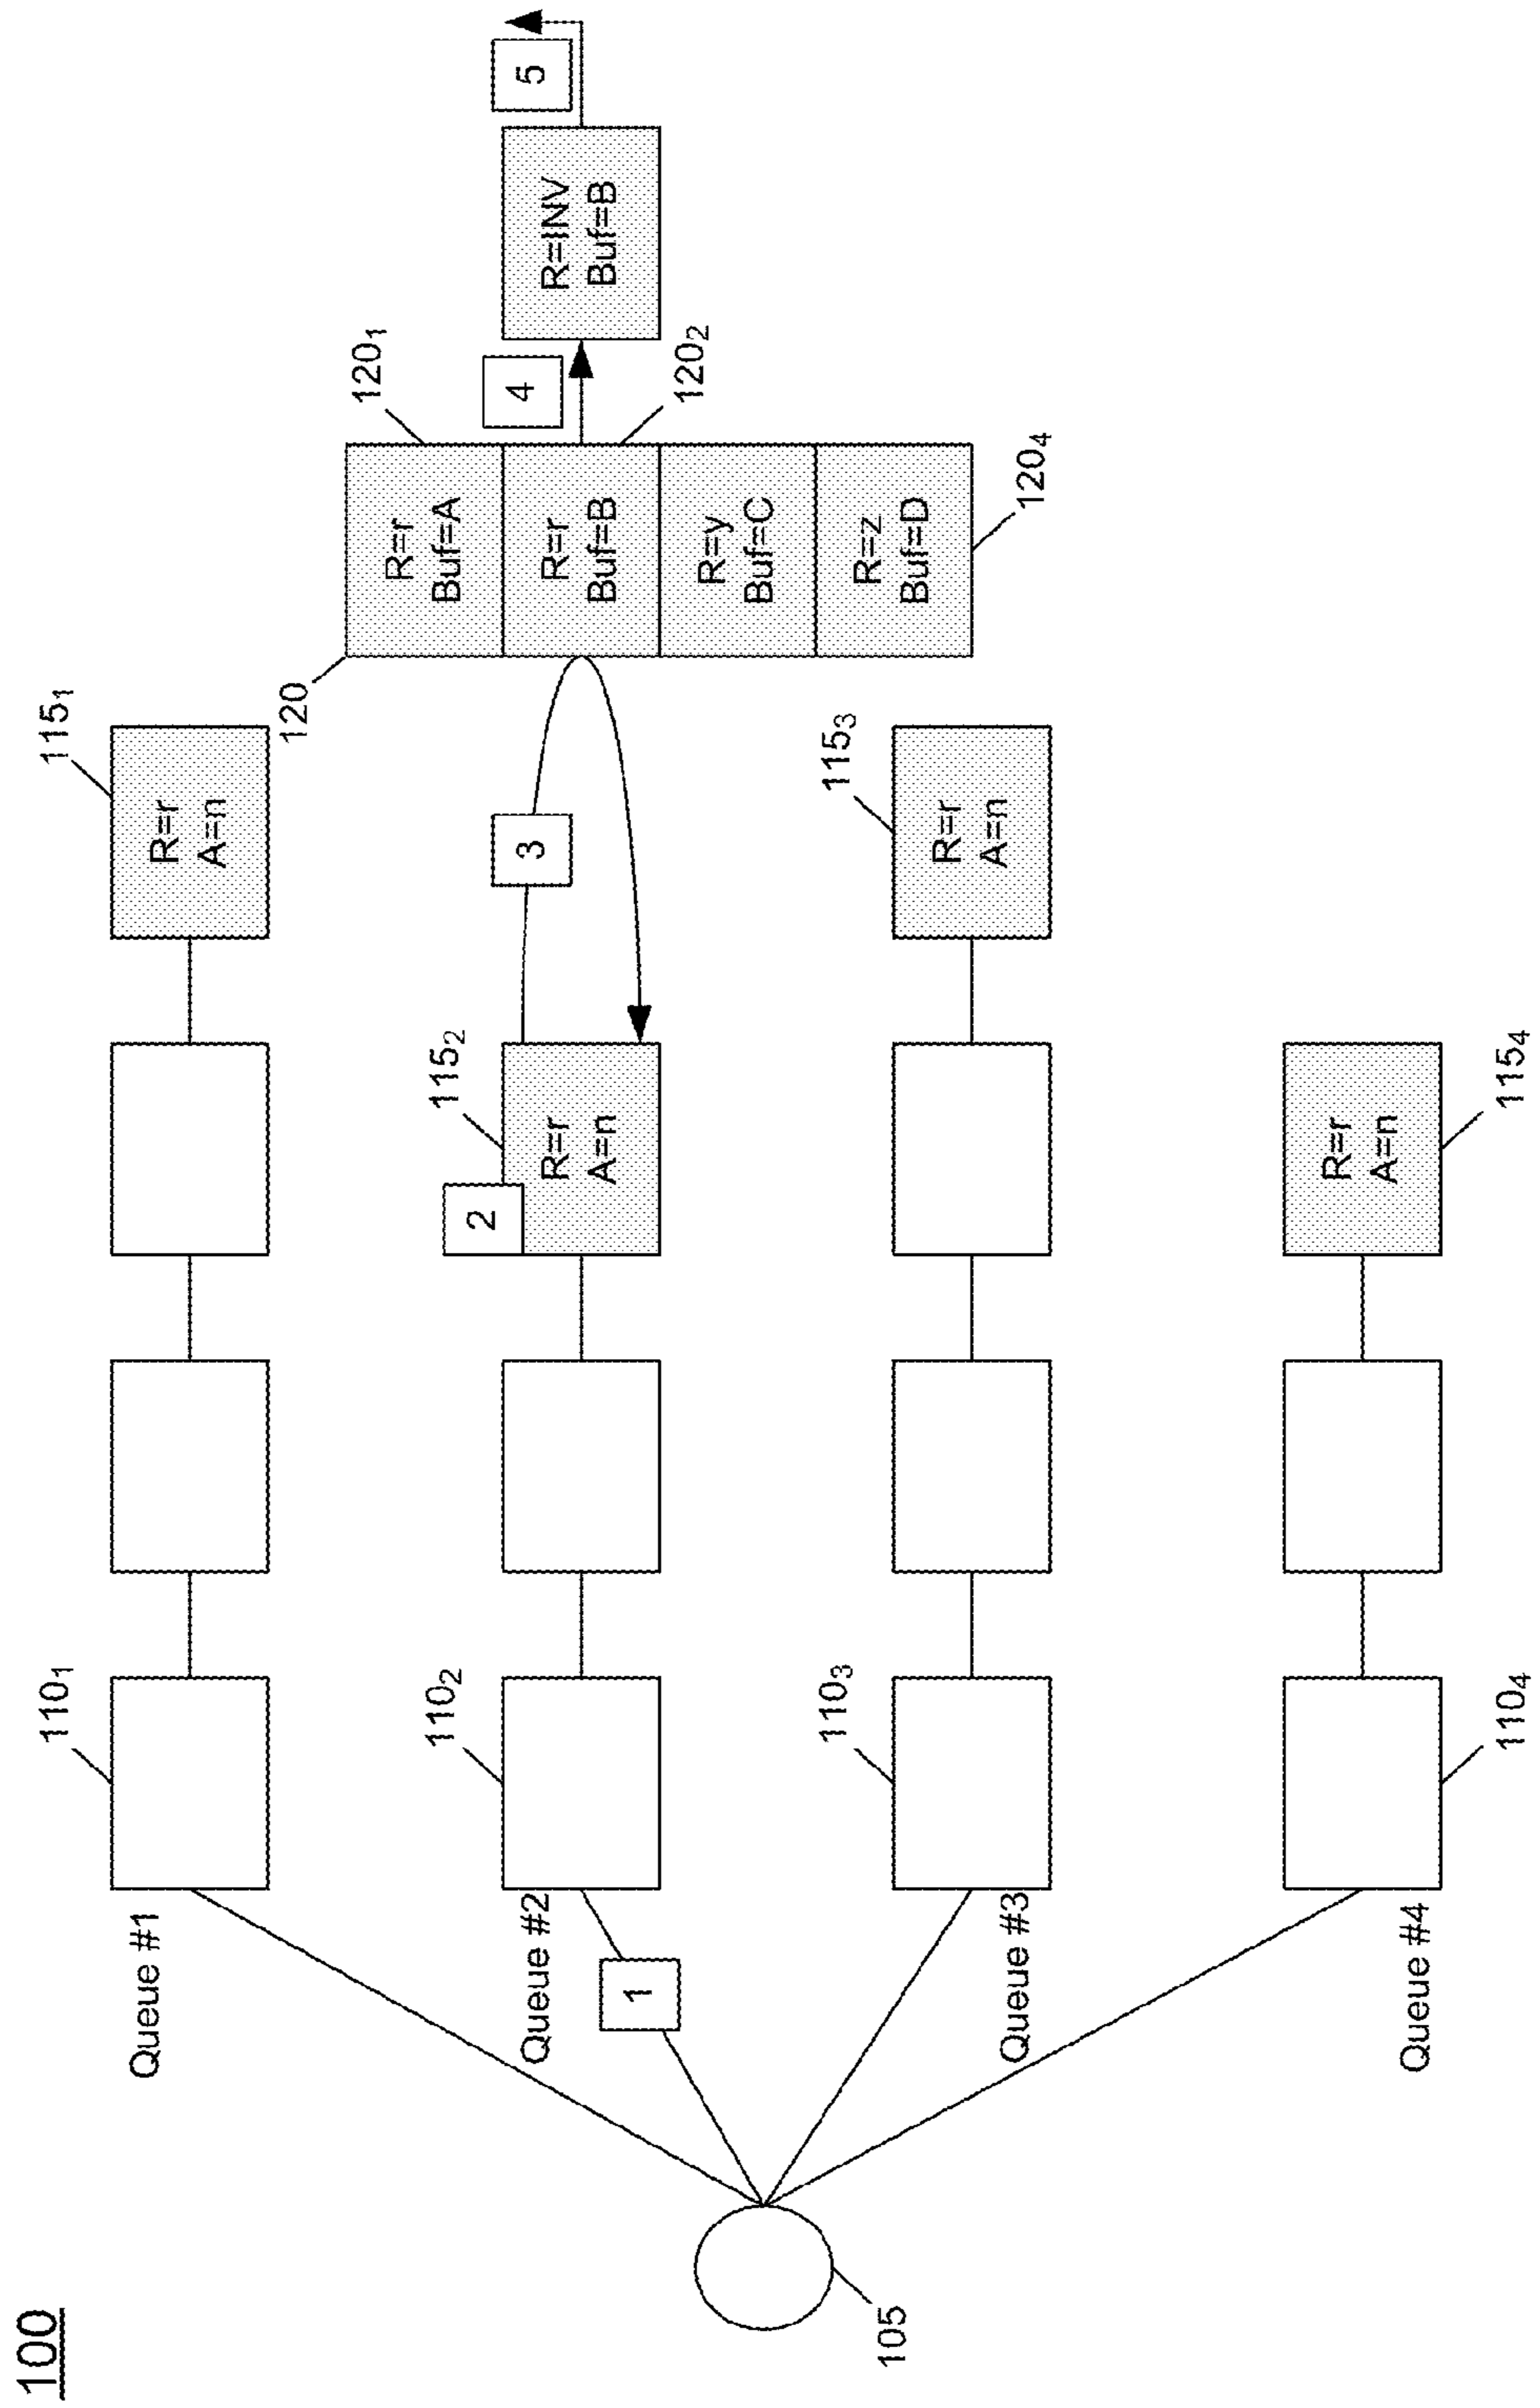 100
105
Queue #1
110₁
R=r
A=n
115₁
Queue #2
1
110₂
2
R=r
A=n
115₂
3
120
R=r
Buf=A
120₁
R=r
Buf=B
120₂
R=y
Buf=C
R=z
Buf=D
120₄
4
R=INV
Buf=B
5
Queue #3
110₃
R=r
A=n
115₃
Queue #4
110₄
R=r
A=n
115₄